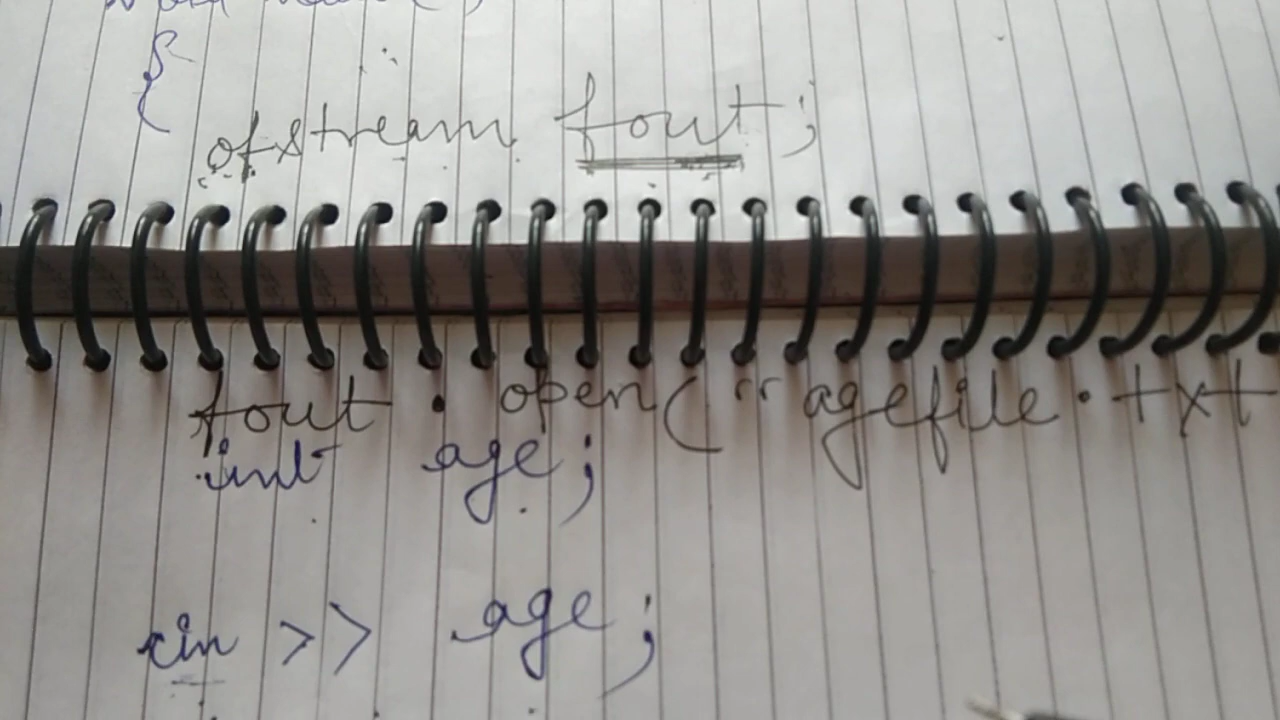 {
ofstream fout;
fout . open( " agefile . txt
int age;
cin >> age;